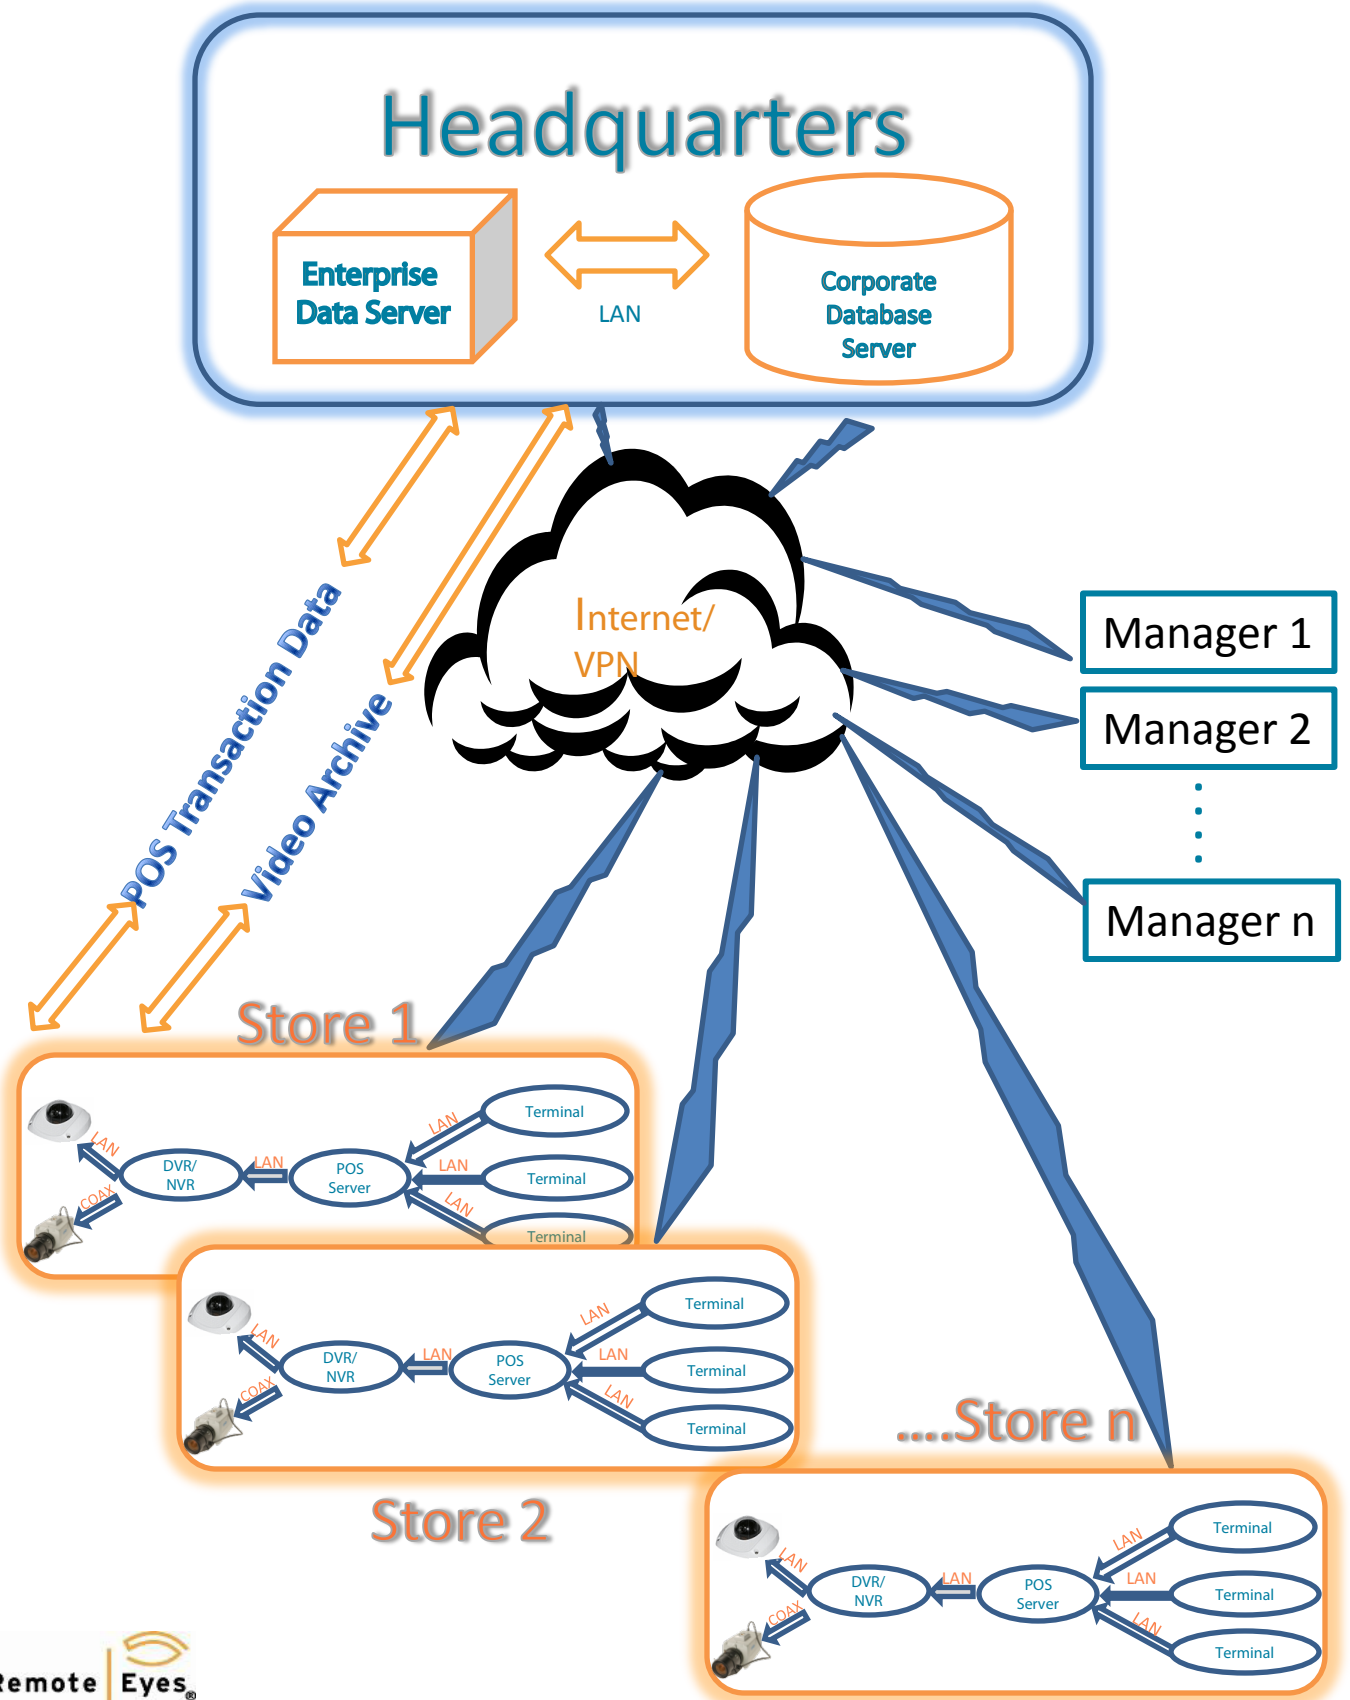 Headquarters
Enterprise
Data Server
LAN
Corporate
Database
Server
Internet/
VPN
Manager 1
Manager 2
Manager n
POS Transaction Data
Video Archive
Store 1
LAN
COAX
DVR/
NVR
LAN
POS
Server
LAN
LAN
LAN
Terminal
Terminal
Terminal
LAN
COAX
DVR/
NVR
LAN
POS
Server
LAN
LAN
LAN
Terminal
Terminal
Terminal
Store 2
.....Store n
LAN
COAX
DVR/
NVR
LAN
POS
Server
LAN
LAN
LAN
Terminal
Terminal
Terminal
Remote Eyes®